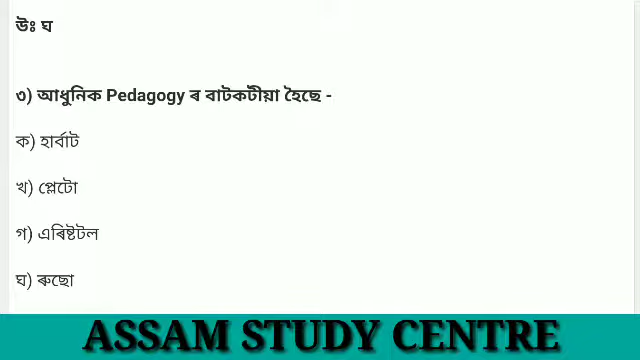 উঃ ঘ
৩) আধুনিক Pedagogy ৰ বাটকটীয়া হৈছে -
ক) হাৰ্বাট
খ) প্লেটো
গ) এৰিষ্টটল
ঘ) ৰুছো
ASSAM STUDY CENTRE